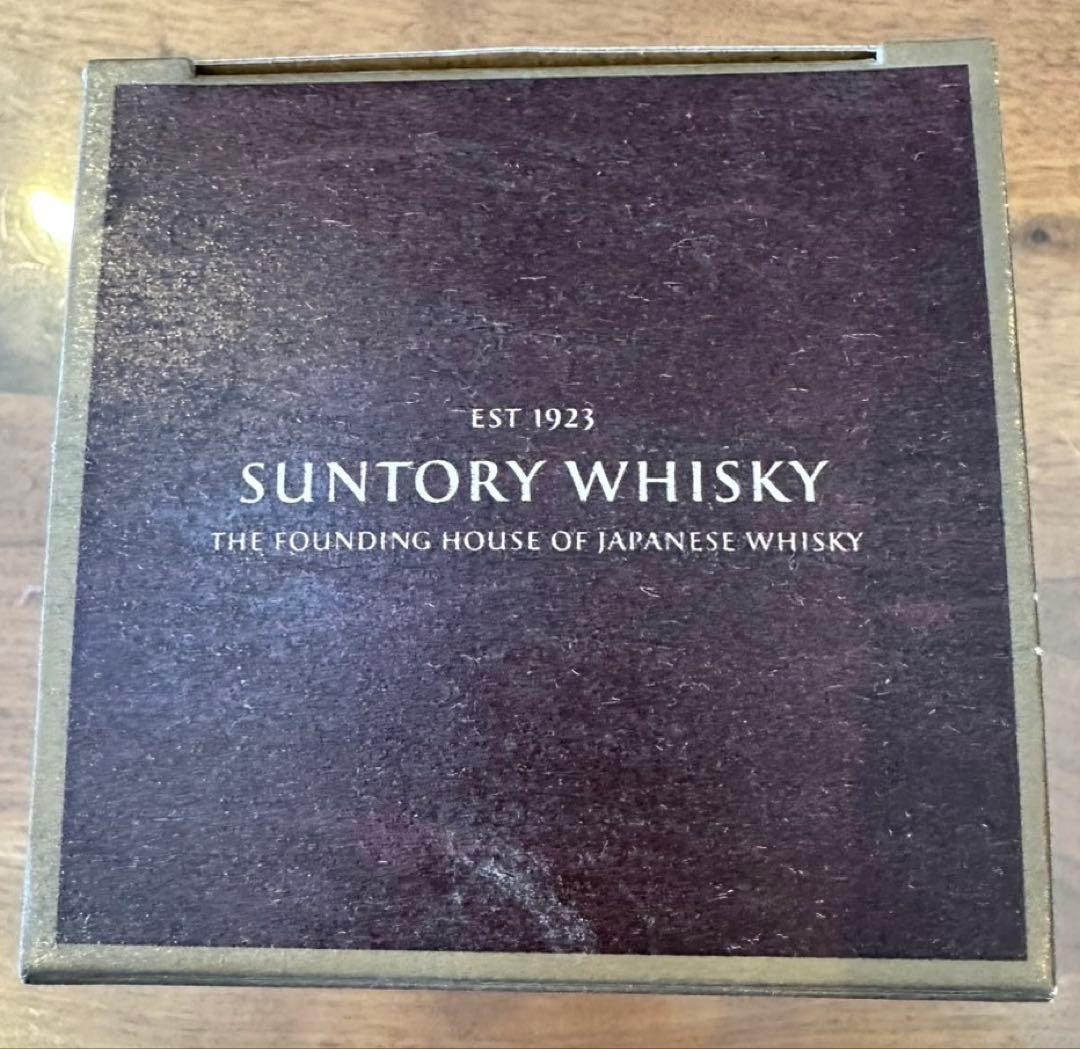 EST 1923
SUNTORY WHISKY
THE FOUNDING HOUSE OF JAPANESE WHISKY